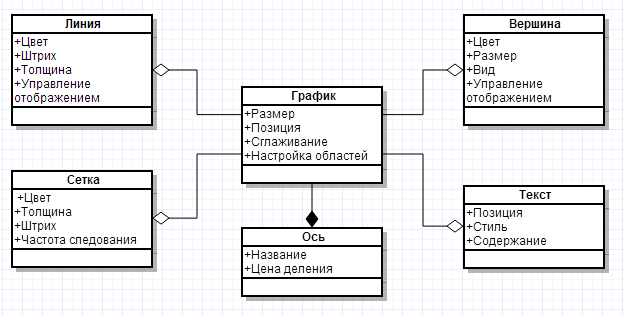 Линия
+Цвет
+Штрих
+Толщина
+Управление
отображением
Вершина
+Цвет
+Размер
+Вид
+Управление
отображением
График
+Размер
+Позиция
+Сглаживание
+Настройка областей
Сетка
+Цвет
+Толщина
+Штрих
+Частота следования
Текст
+Позиция
+Стиль
+Содержание
Ось
+Название
+Цена деления